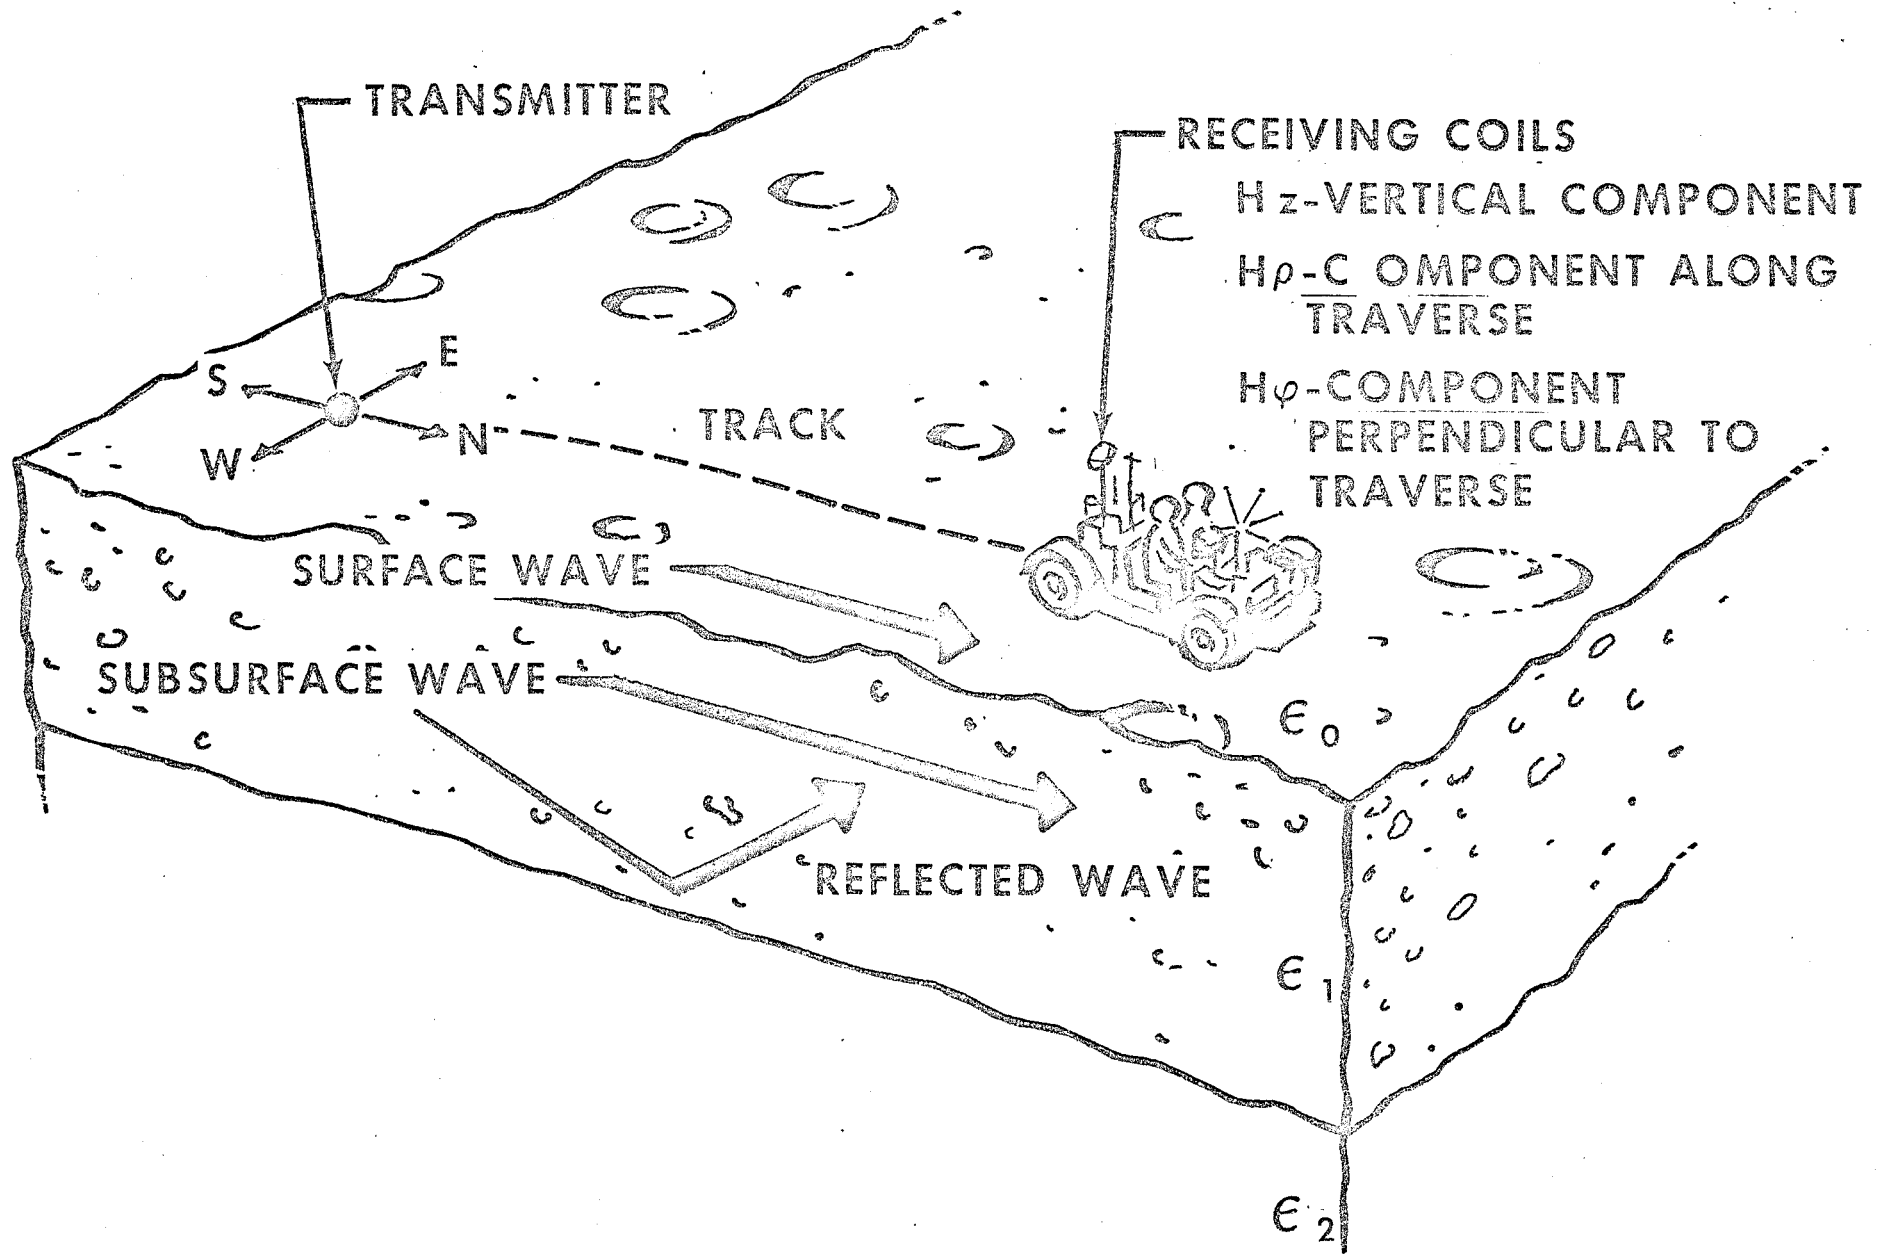 TRANSMITTER
RECEIVING COILS
Hz-VERTICAL COMPONENT
Hρ-C OMPONENT ALONG
TRAVERSE
Hφ-COMPONENT
PERPENDICULAR TO
TRAVERSE
E
S
N
W
TRACK
SURFACE WAVE
SUBSURFACE WAVE
REFLECTED WAVE
ϵ0
ϵ1
ϵ2